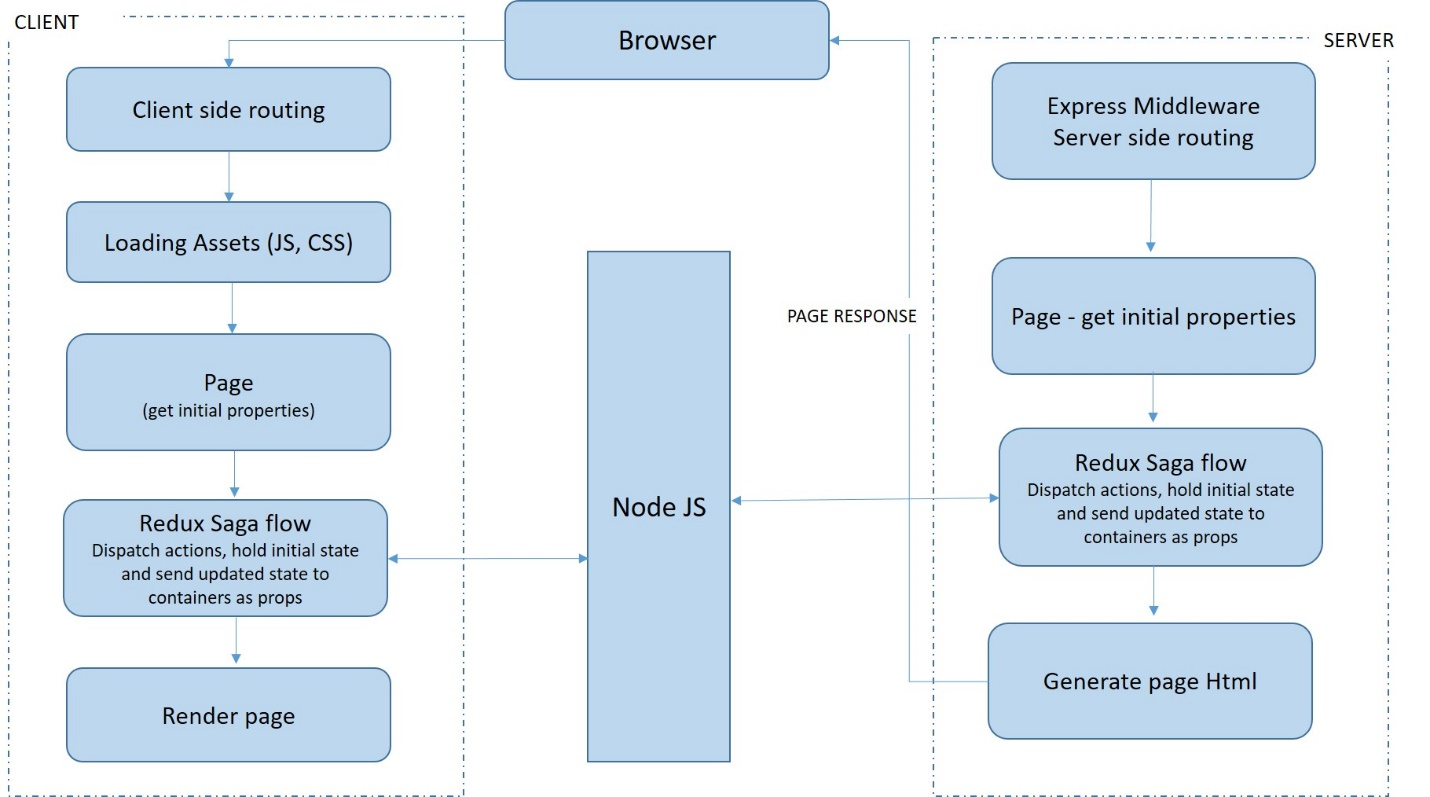 CLIENT
Browser
SERVER
Client side routing
Loading Assets (JS, CSS)
Page
(get initial properties)
Redux Saga flow
Dispatch actions, hold initial state
and send updated state to
containers as props
Render page
Node JS
PAGE RESPONSE
Express Middleware
Server side routing
Page - get initial properties
Redux Saga flow
Dispatch actions, hold initial state
and send updated state to
containers as props
Generate page Html